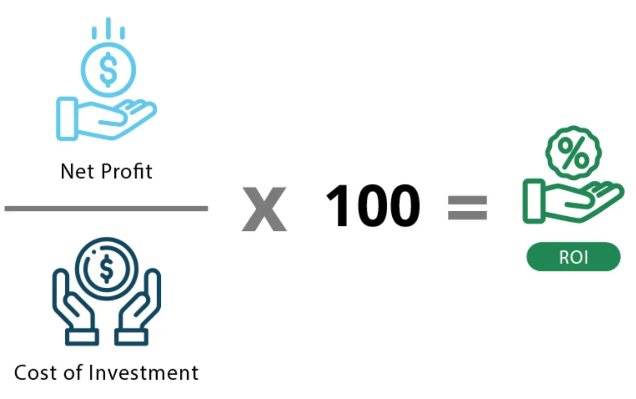 $
Net Profit
x 100 =
%
ROI
$
Cost of Investment